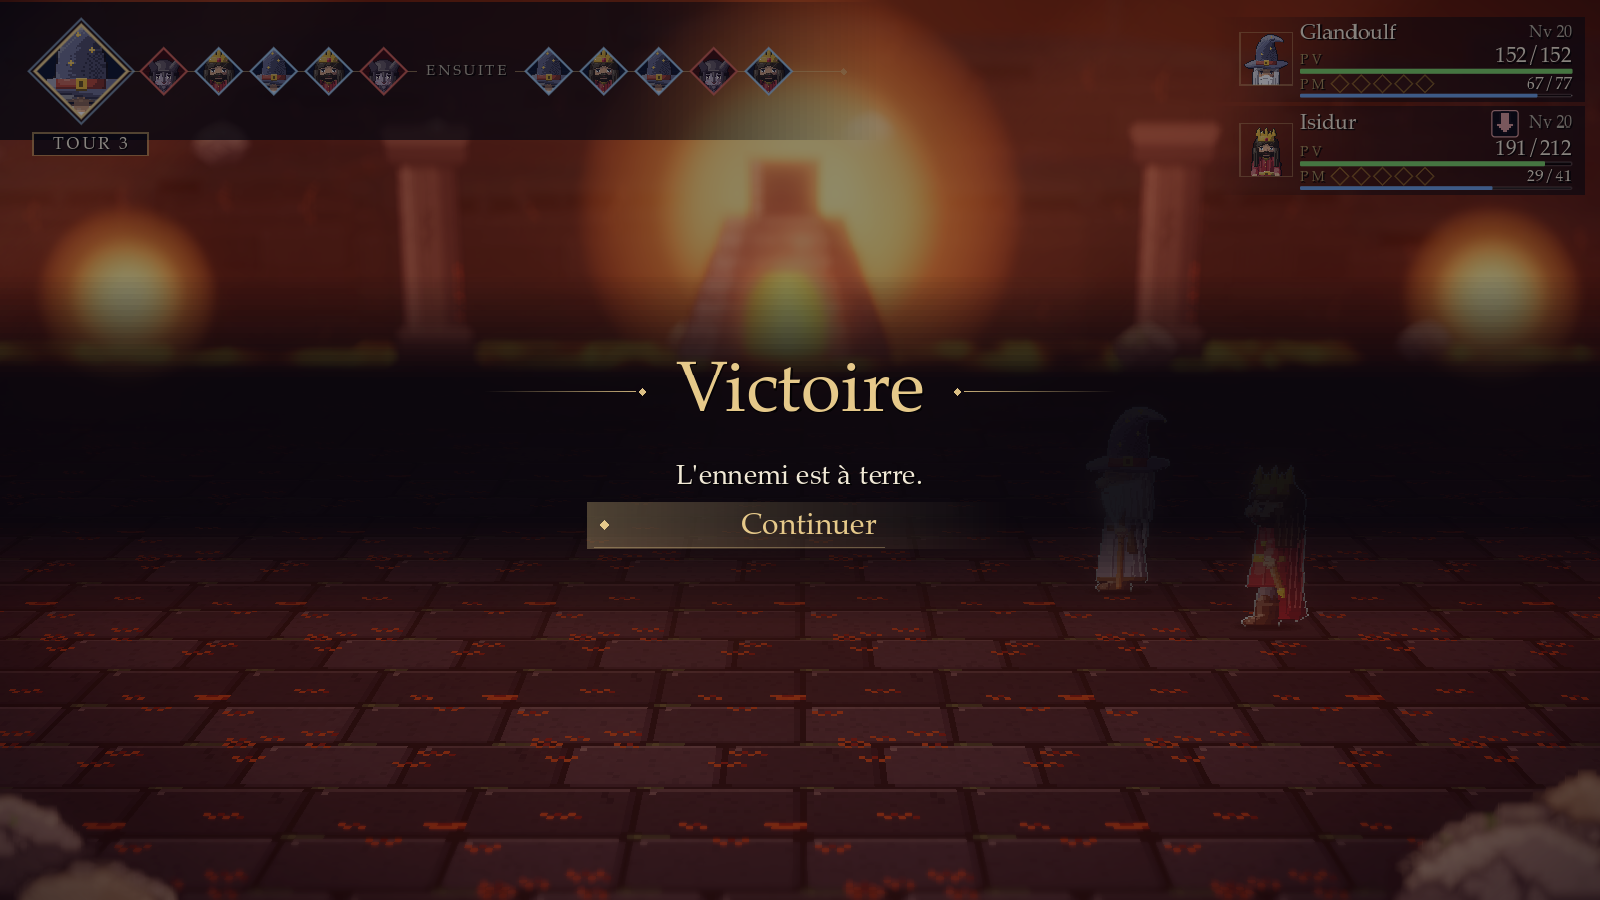 ENSUITE
TOUR 3
Glandoulf Nv 20
PV 152/152
PM 67/77
Isidur Nv 20
PV 191/212
PM 29/41
Victoire
L'ennemi est à terre.
Continuer